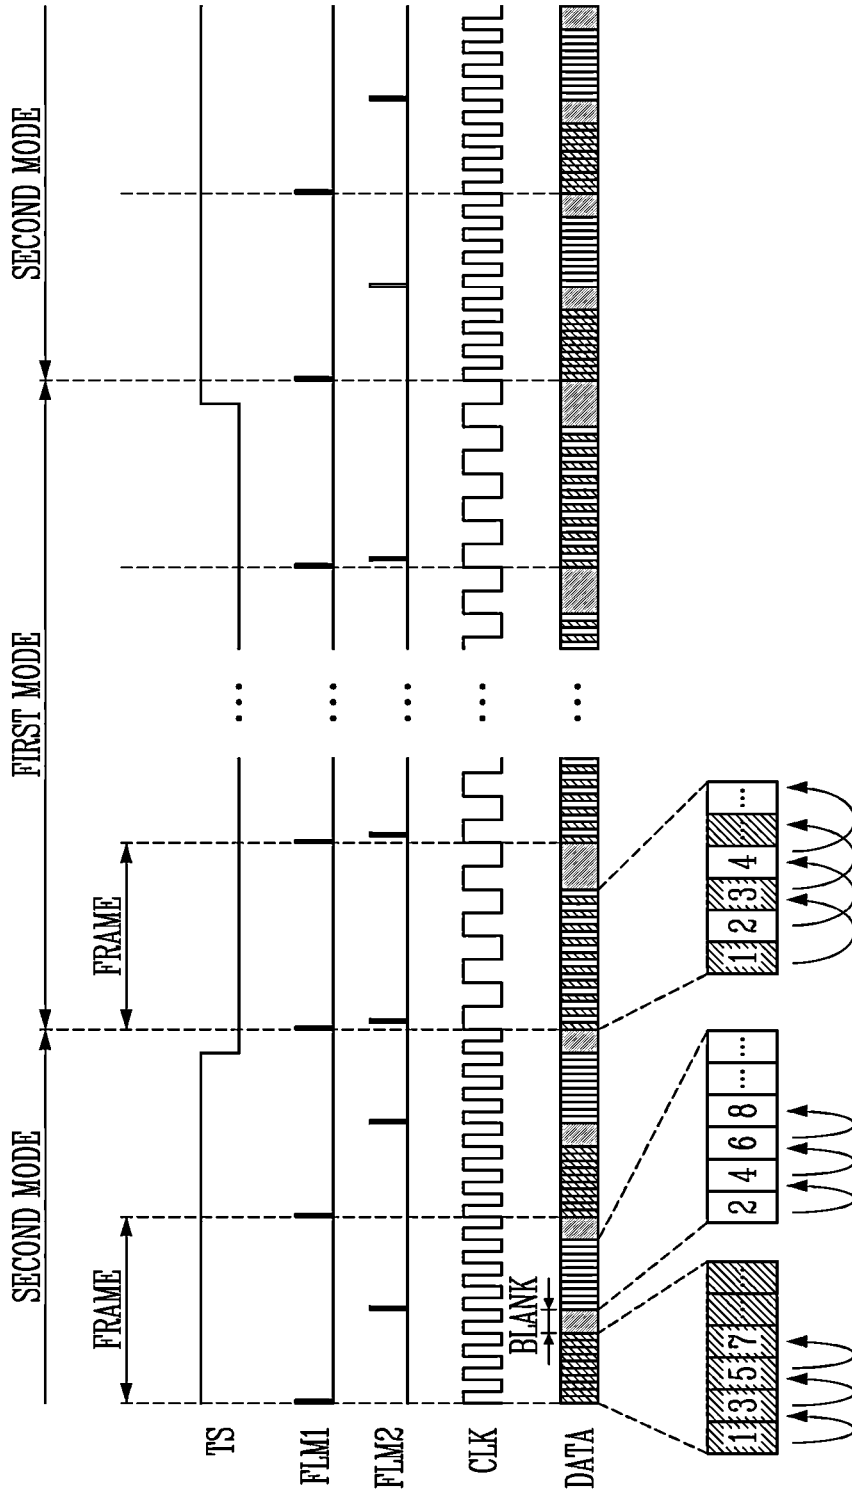 SECOND MODE
FIRST MODE
SECOND MODE
FRAME
FRAME
TS
FLM1
...
FLM2
...
CLK
...
DATA
...
...
BLANK
1 3 5 7 ... ...
2 4 6 8 ... ...
1 2 3 4 ... ...